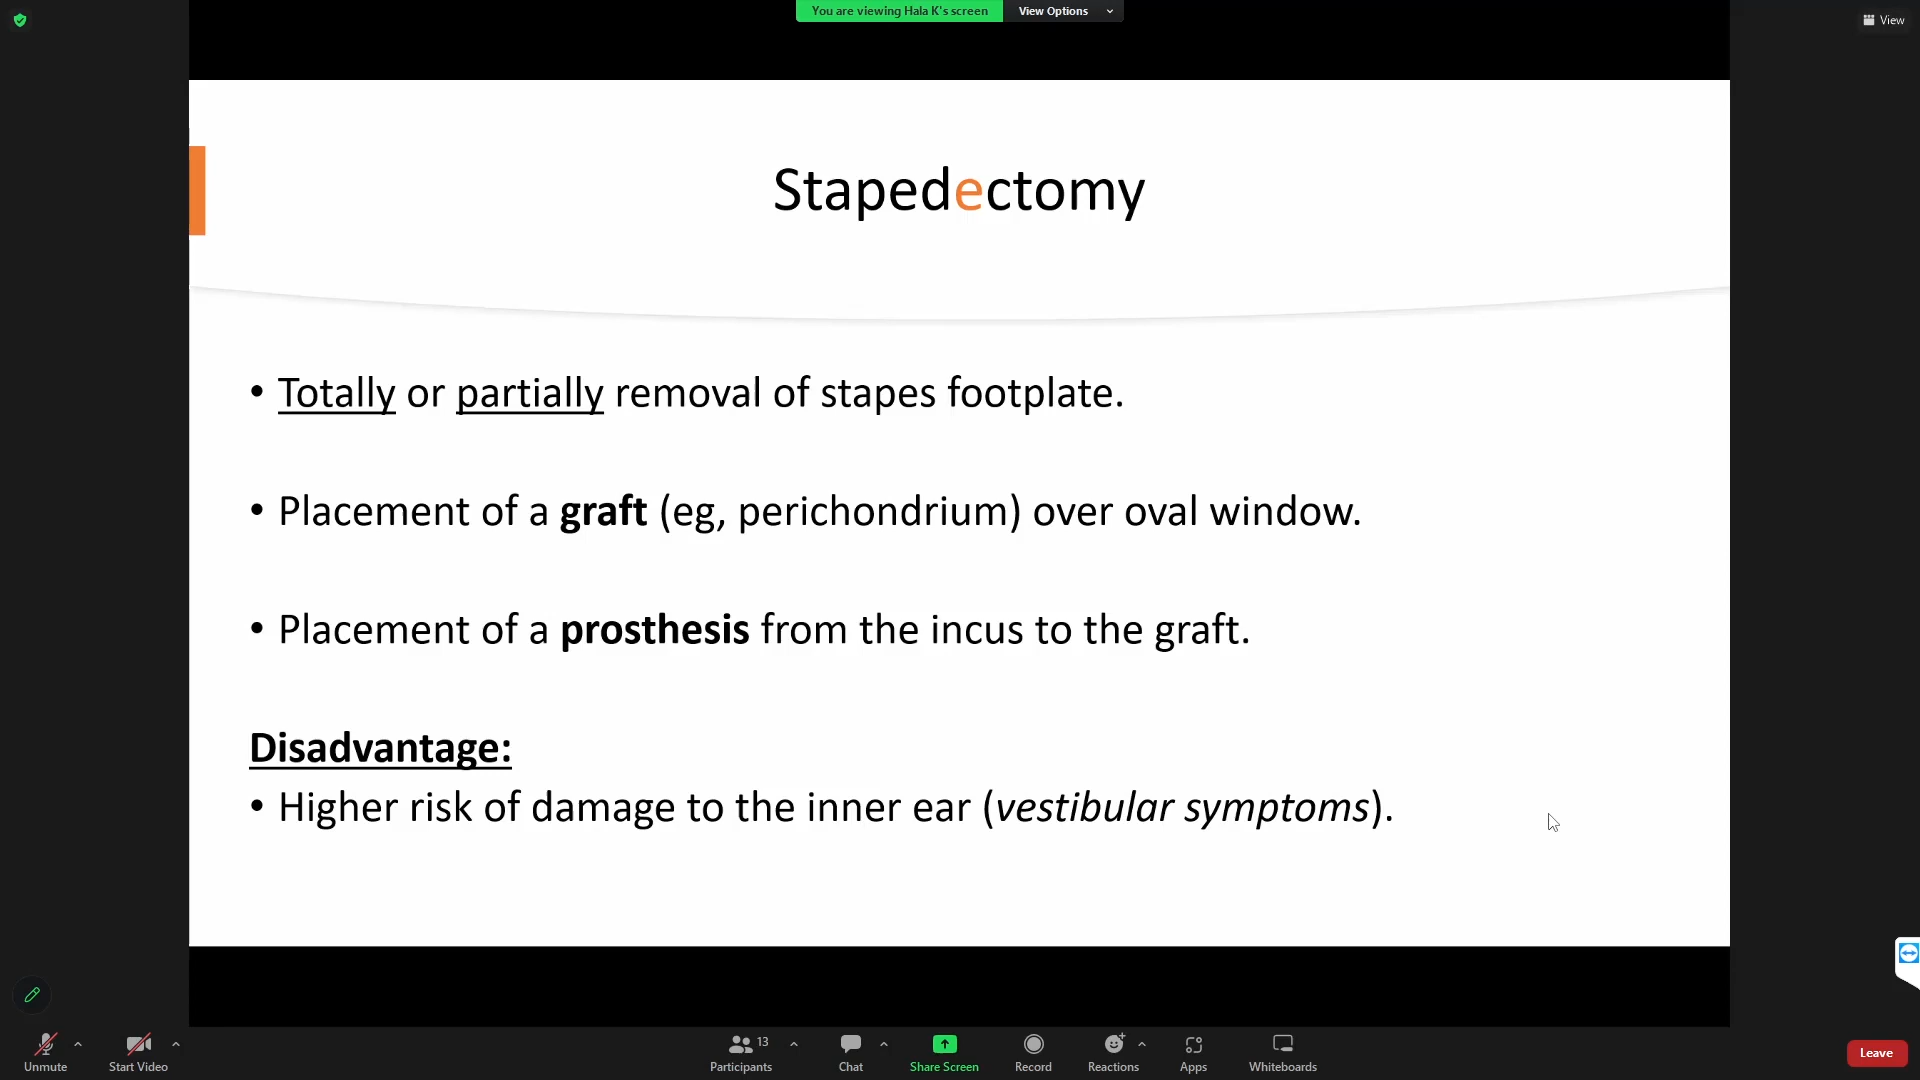 You are viewing Hala K's screen
View Options
View
Stapedectomy
• Totally or partially removal of stapes footplate.
• Placement of a graft (eg, perichondrium) over oval window.
• Placement of a prosthesis from the incus to the graft.
Disadvantage:
• Higher risk of damage to the inner ear (vestibular symptoms).
Unmute
Start Video
13
Participants
Chat
Share Screen
Record
Reactions
Apps
Whiteboards
Leave